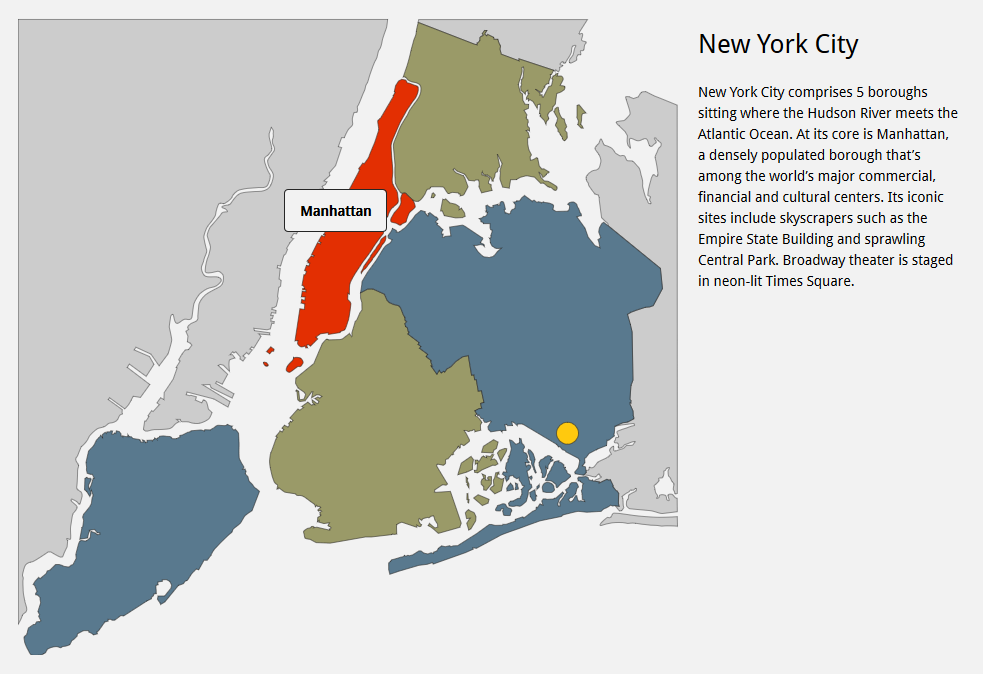 New York City
New York City comprises 5 boroughs
sitting where the Hudson River meets the
Atlantic Ocean. At its core is Manhattan,
a densely populated borough that’s
among the world’s major commercial,
financial and cultural centers. Its iconic
sites include skyscrapers such as the
Empire State Building and sprawling
Central Park. Broadway theater is staged
in neon-lit Times Square.
Manhattan